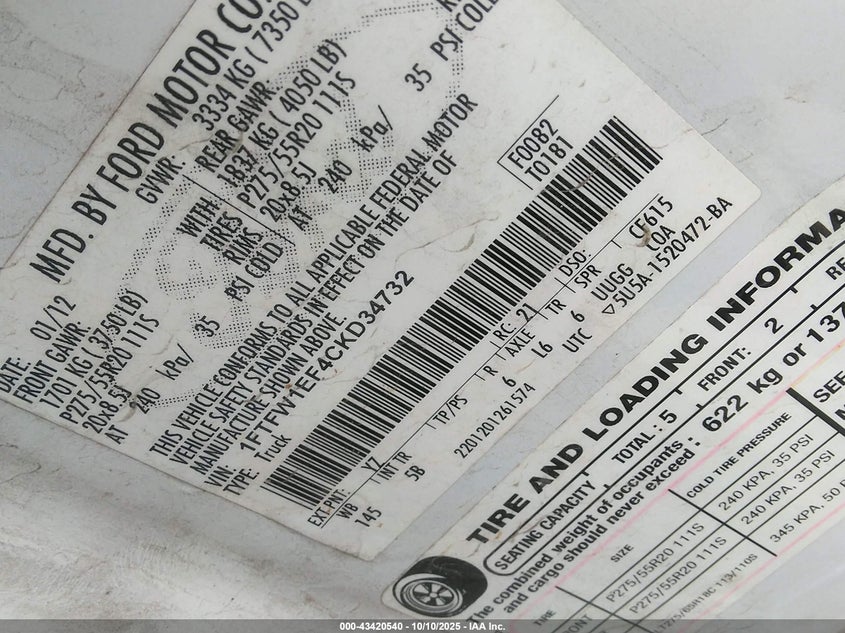 MFD. BY FORD MOTOR CO
DATE: 01/12
GVWR: 3334 KG ( 7350 L
FRONT GAWR:
1701 KG ( 3750 LB)
P275/55R20 111S
20x8.5J
AT 240 kPa/ 35 PSI COLD
REAR GAWR:
1837 KG ( 4050 LB)
WITH
TIRES
RIMS
P275/55R20 111S
20x8.5J
AT 240 kPa/ 35 PSI COLD
THIS VEHICLE CONFORMS TO ALL APPLICABLE FEDERAL MOTOR
VEHICLE SAFETY STANDARDS IN EFFECT ON THE DATE OF
MANUFACTURE SHOWN ABOVE.
VIN: 1FTFW1EF4CKD34732
TYPE: Truck
F0082
T0181
EXT PNT: YZ RC: 21 DSO: CF615
WB INT TR TP/PS R AXLE TR SPR
145 5B 6 L6 6 UUGG LOA
2201201261574 UTC ▽5U5A-1520472-BA
TIRE AND LOADING INFORMA
SEATING CAPACITY TOTAL: 5 FRONT: 2 RE
The combined weight of occupants
and cargo should never exceed : 622 kg or 137
TIRE SIZE COLD TIRE PRESSURE SEE
P275/55R20 111S 240 KPA, 35 PSI
P275/55R20 111S 240 KPA, 35 PSI
345 KPA, 50 P
000-43420540 - 10/10/2025 - IAA Inc.